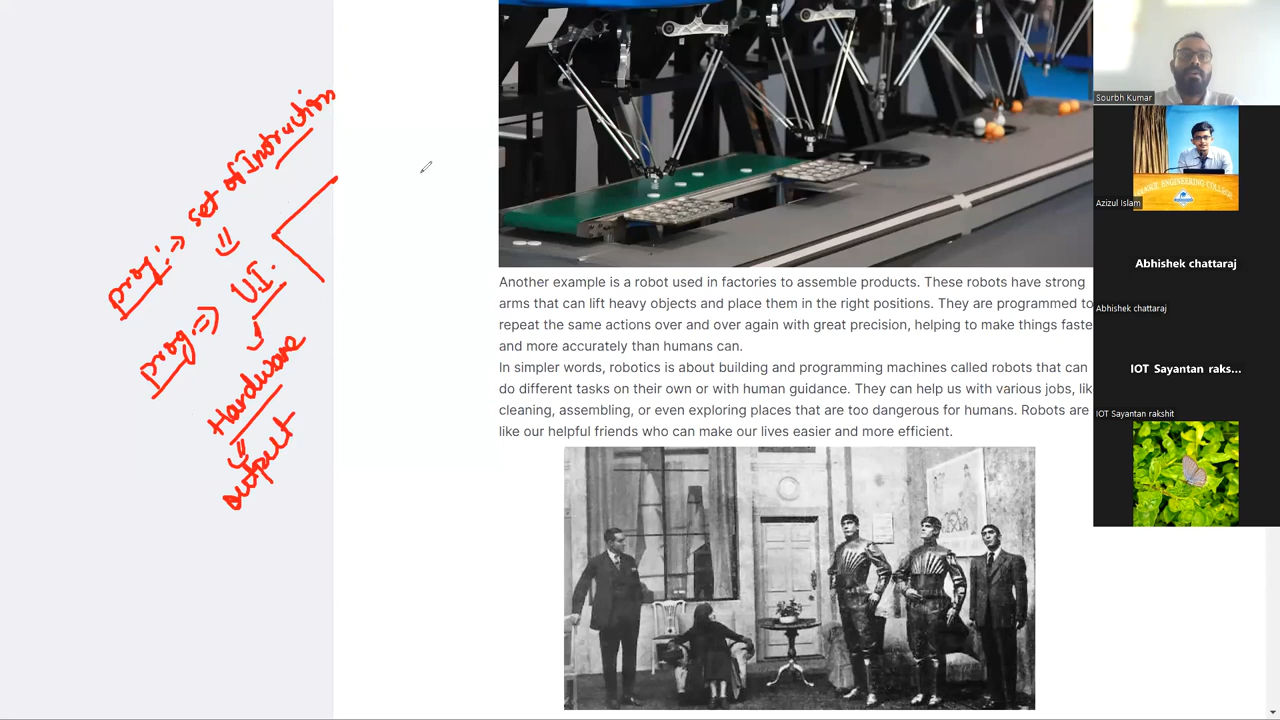 prog: => set of Instruction
prog: => UI.
Hardware
output
Another example is a robot used in factories to assemble products. These robots have strong
arms that can lift heavy objects and place them in the right positions. They are programmed to
repeat the same actions over and over again with great precision, helping to make things faste
and more accurately than humans can.
In simpler words, robotics is about building and programming machines called robots that can
do different tasks on their own or with human guidance. They can help us with various jobs, lik
cleaning, assembling, or even exploring places that are too dangerous for humans. Robots are
like our helpful friends who can make our lives easier and more efficient.
Sourbh Kumar
ENGINEERING COLLEGE
Azizul Islam
Abhishek chattaraj
Abhishek chattaraj
IOT Sayantan raks...
IOT Sayantan rakshit